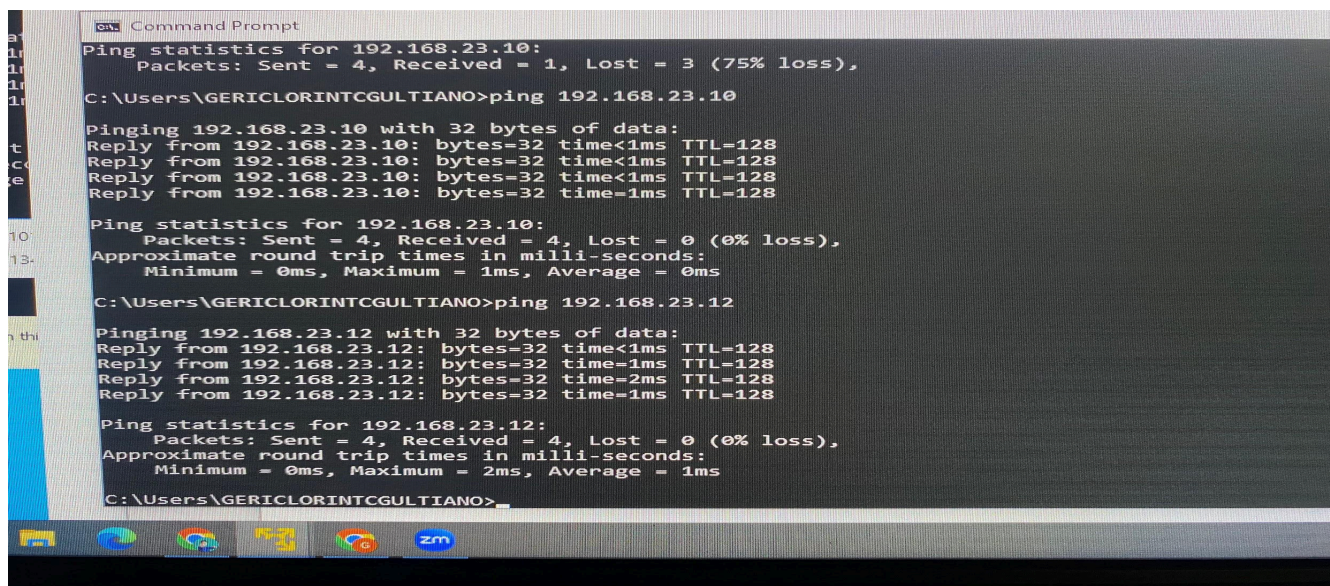 Command Prompt
Ping statistics for 192.168.23.10:
Packets: Sent = 4, Received = 1, Lost = 3 (75% loss),
C:\Users\GERICLORINTCGULTIANO>ping 192.168.23.10
Pinging 192.168.23.10 with 32 bytes of data:
Reply from 192.168.23.10: bytes=32 time<1ms TTL=128
Reply from 192.168.23.10: bytes=32 time<1ms TTL=128
Reply from 192.168.23.10: bytes=32 time<1ms TTL=128
Reply from 192.168.23.10: bytes=32 time=1ms TTL=128
Ping statistics for 192.168.23.10:
Packets: Sent = 4, Received = 4, Lost = 0 (0% loss),
Approximate round trip times in milli-seconds:
Minimum = 0ms, Maximum = 1ms, Average = 0ms
C:\Users\GERICLORINTCGULTIANO>ping 192.168.23.12
Pinging 192.168.23.12 with 32 bytes of data:
Reply from 192.168.23.12: bytes=32 time<1ms TTL=128
Reply from 192.168.23.12: bytes=32 time=1ms TTL=128
Reply from 192.168.23.12: bytes=32 time=2ms TTL=128
Reply from 192.168.23.12: bytes=32 time=1ms TTL=128
Ping statistics for 192.168.23.12:
Packets: Sent = 4, Received = 4, Lost = 0 (0% loss),
Approximate round trip times in milli-seconds:
Minimum = 0ms, Maximum = 2ms, Average = 1ms
C:\Users\GERICLORINTCGULTIANO>_
zm